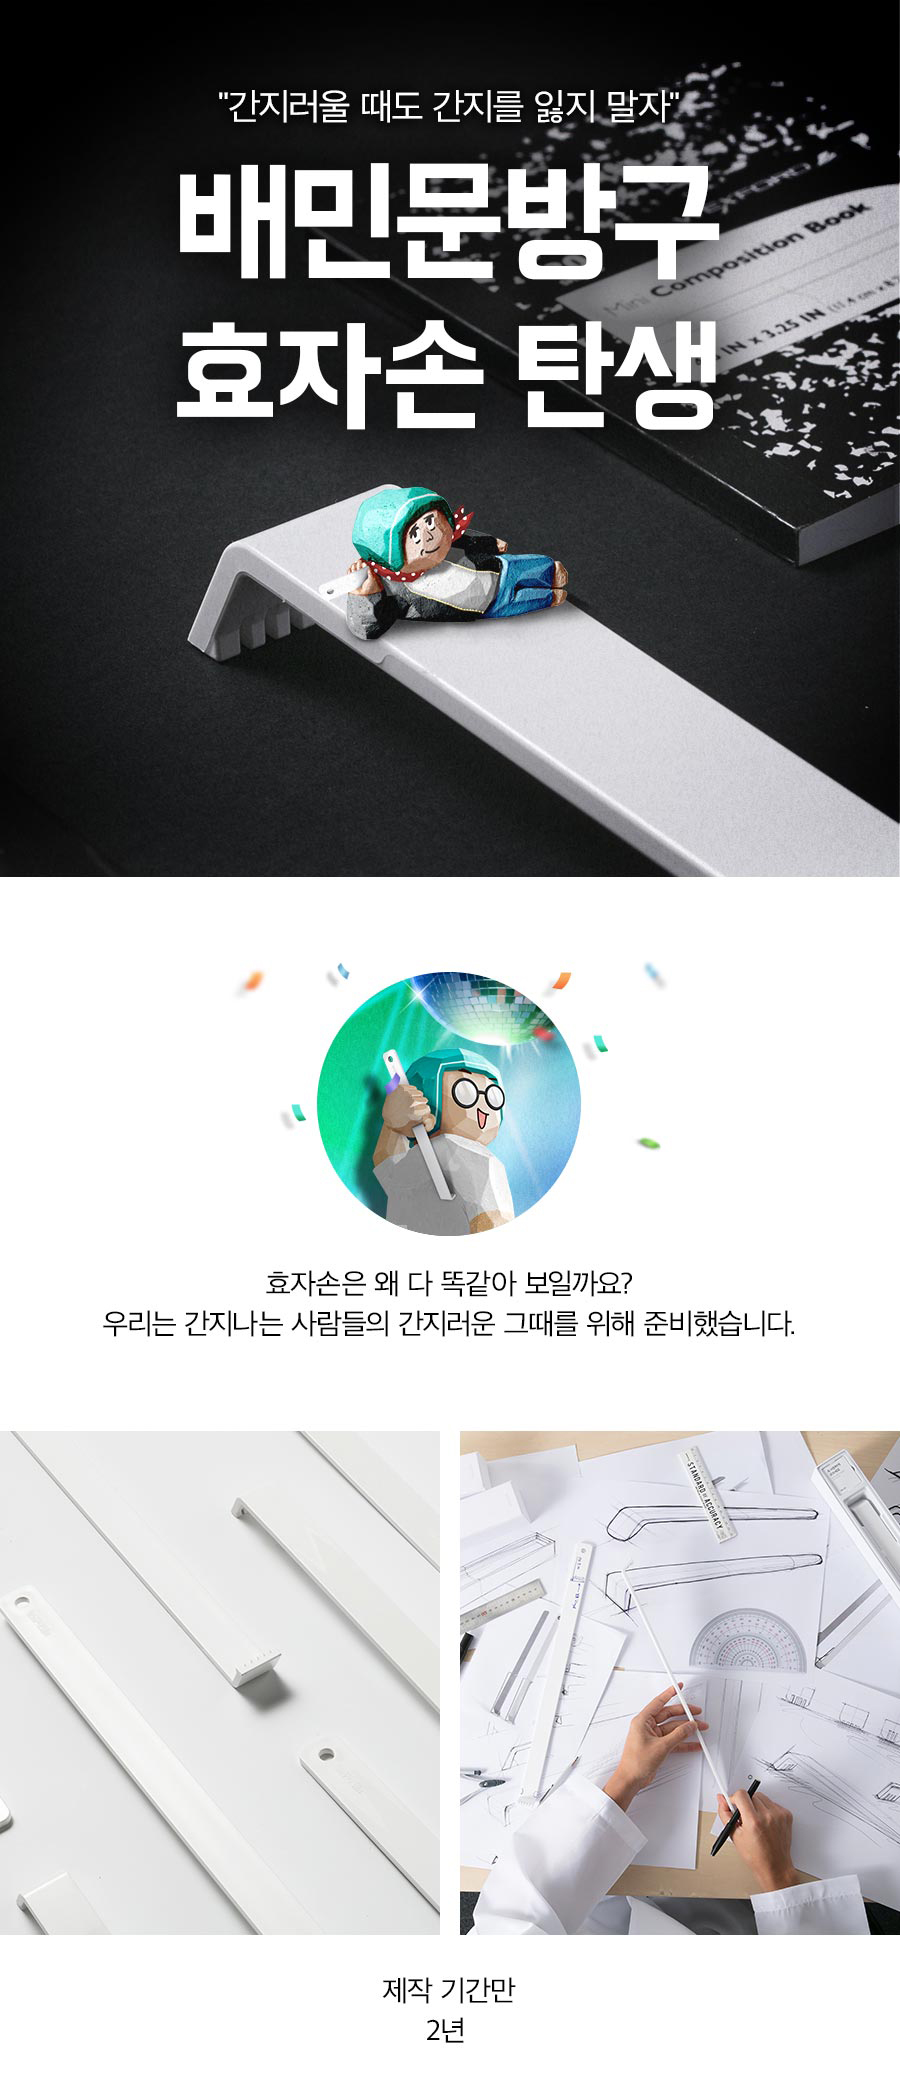 "간지러울 때도 간지를 잃지 말자"
배민문방구
효자손 탄생
OXFORD
Mini Composition Book
효자손은 왜 다 똑같아 보일까요?
우리는 간지나는 사람들의 간지러운 그때를 위해 준비했습니다.
STANDARD of ACCURACY
제작 기간만
2년